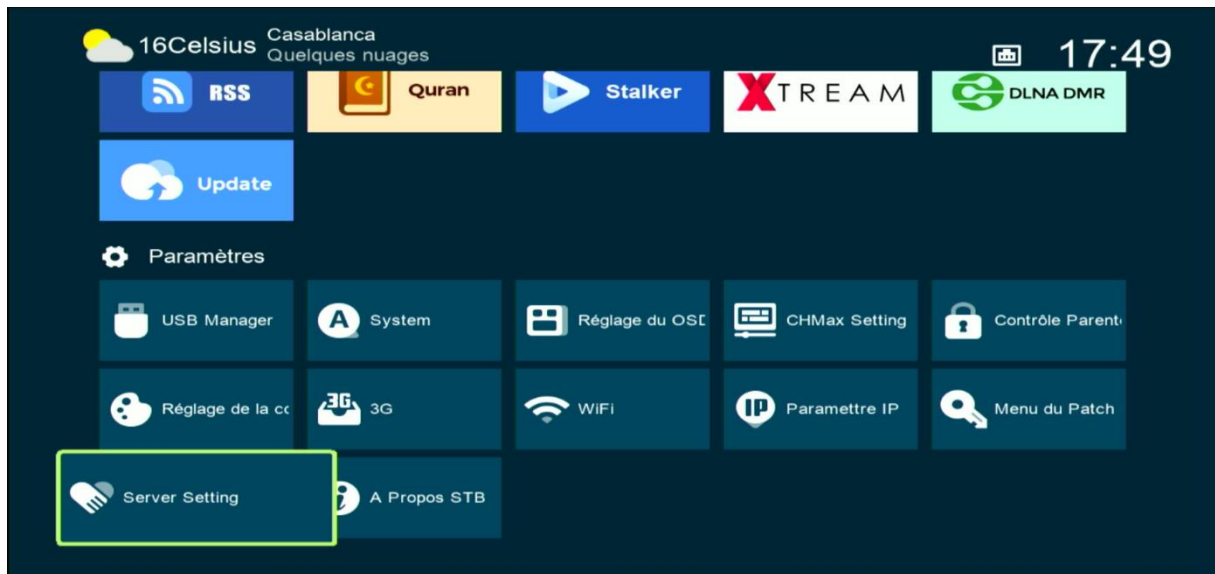 16Celsius
Casablanca
Quelques nuages
17:49
RSS
Quran
Stalker
XTREAM
DLNA DMR
Update
Paramètres
USB Manager
A
System
Réglage du OSD
CHMax Setting
Contrôle Parent
Réglage de la co
3G
3G
WiFi
IP
Paramettre IP
Menu du Patch
Server Setting
A Propos STB